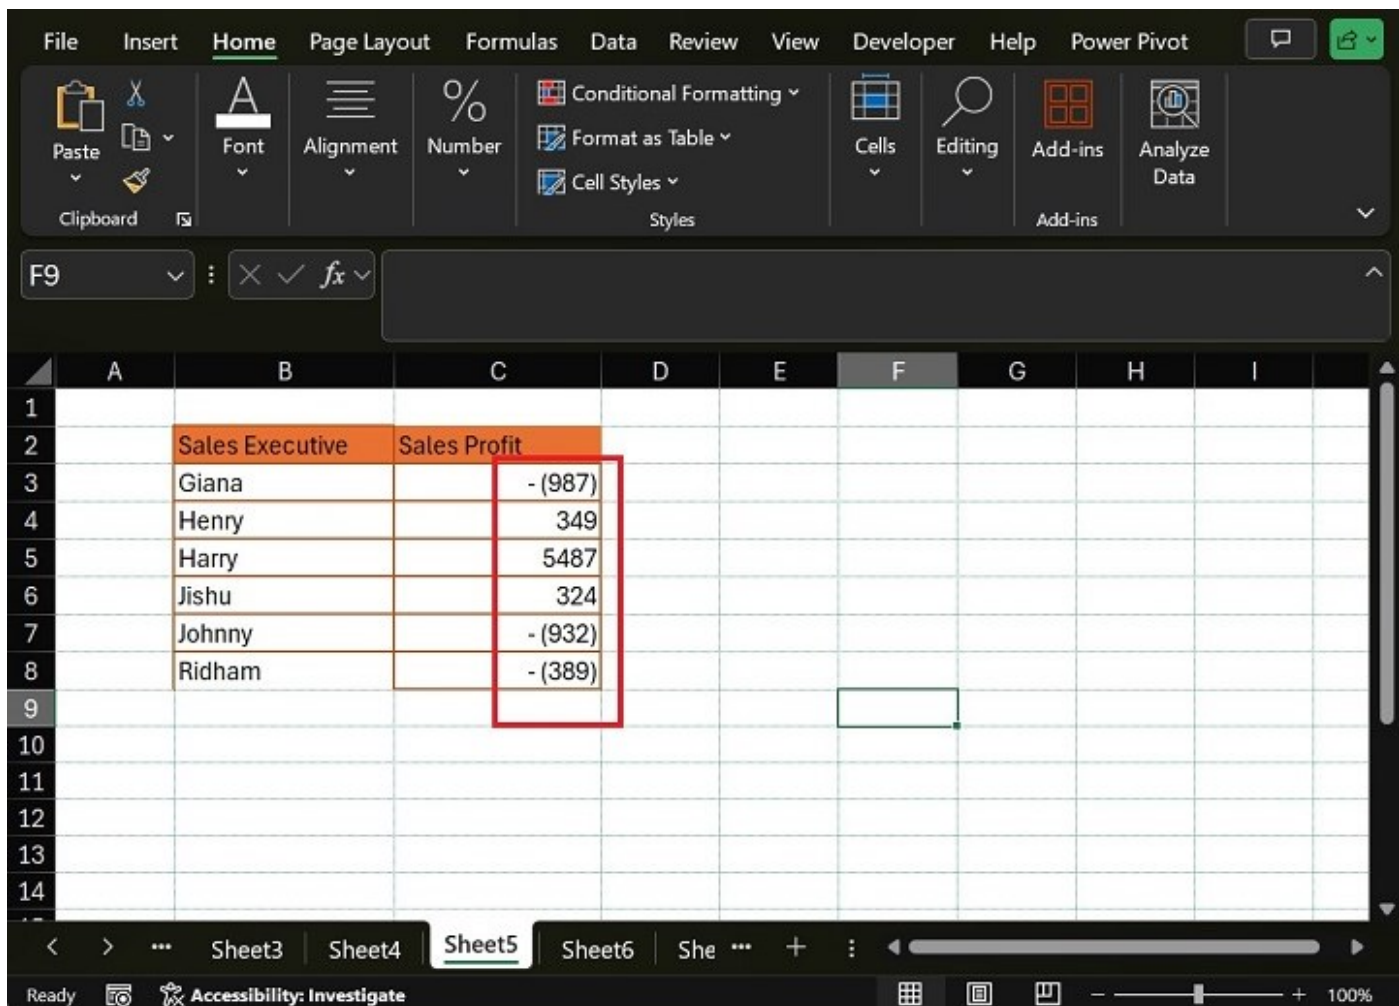 File Insert Home Page Layout Formulas Data Review View Developer Help Power Pivot
Paste Font Alignment Number Conditional Formatting Format as Table Cell Styles Cells Editing Add-ins Analyze Data
Clipboard Styles Add-ins
F9 fx
A B C D E F G H I
1
2 Sales Executive Sales Profit
3 Giana - (987)
4 Henry 349
5 Harry 5487
6 Jishu 324
7 Johnny - (932)
8 Ridham - (389)
9
10
11
12
13
14
Sheet3 Sheet4 Sheet5 Sheet6 She ... +
Ready Accessibility: Investigate 100%